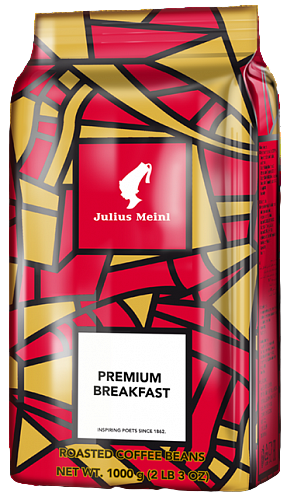 Julius Meinl
PREMIUM
BREAKFAST
INSPIRING POETS SINCE 1862.
ROASTED COFFEE BEANS
NET WT. 1000 g (2 LB 3 OZ)